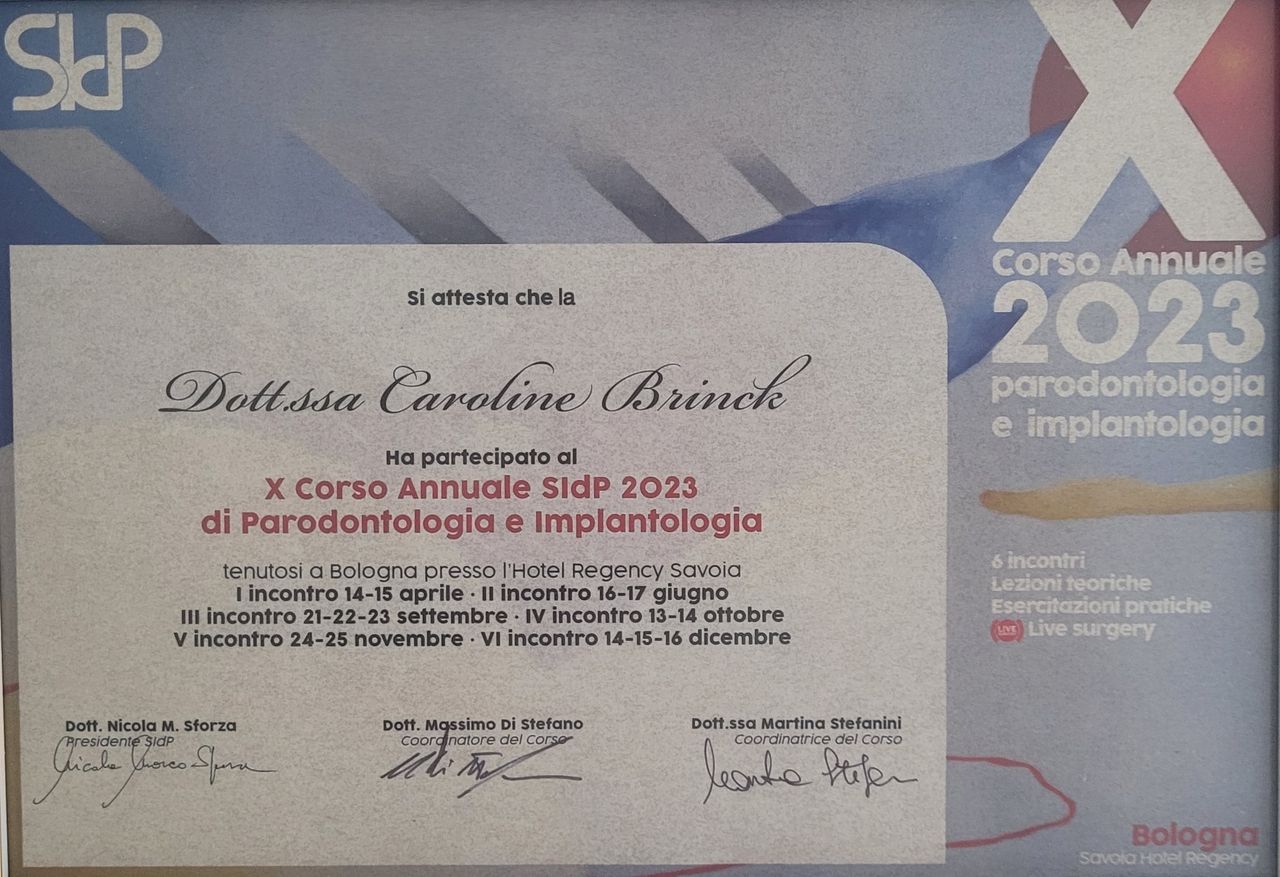 SIdP
X
Corso Annuale
2023
parodontologia
e implantologia
6 incontri
Lezioni teoriche
Esercitazioni pratiche
LIVE Live surgery
Si attesta che la
Dott.ssa Caroline Brinck
Ha partecipato al
X Corso Annuale SIdP 2023
di Parodontologia e Implantologia
tenutosi a Bologna presso l'Hotel Regency Savoia
I incontro 14-15 aprile · II incontro 16-17 giugno
III incontro 21-22-23 settembre · IV incontro 13-14 ottobre
V incontro 24-25 novembre · VI incontro 14-15-16 dicembre
Dott. Nicola M. Sforza
Presidente SIdP
Dott. Massimo Di Stefano
Coordinatore del Corso
Dott.ssa Martina Stefanini
Coordinatrice del Corso
Bologna
Savoia Hotel Regency